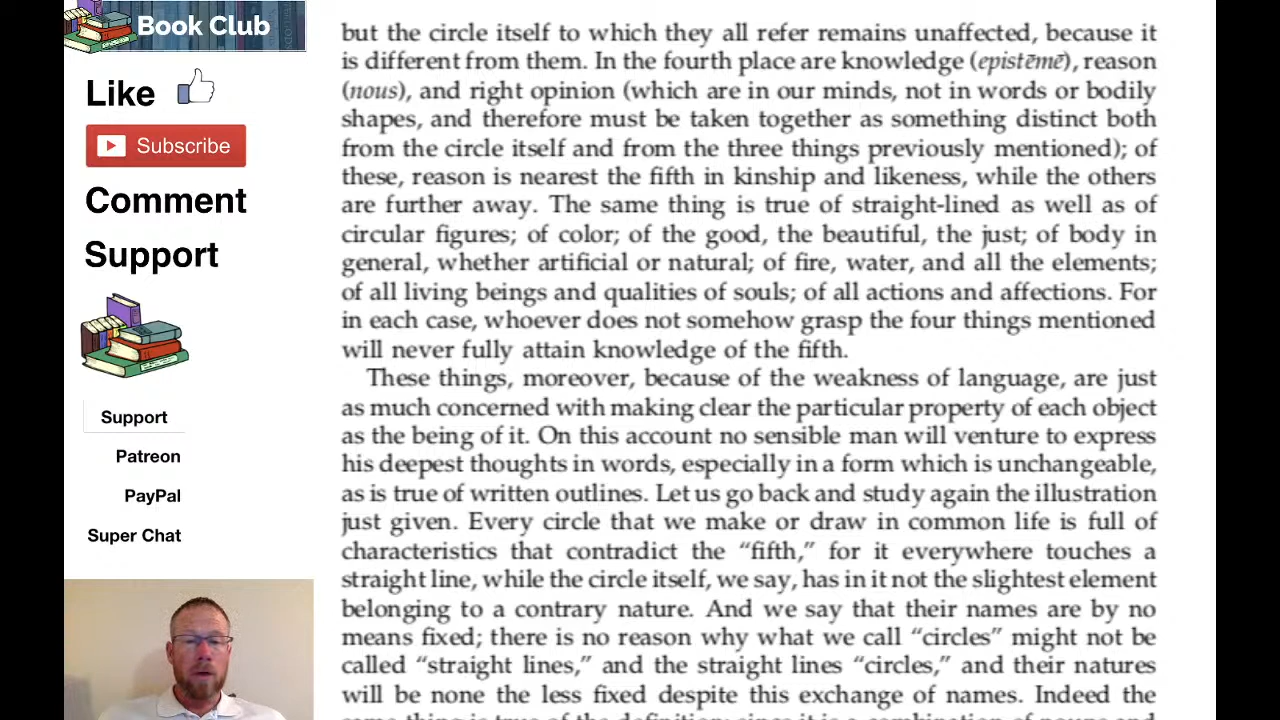 Book Club
Like
Subscribe
Comment
Support
Support
Patreon
PayPal
Super Chat
but the circle itself to which they all refer remains unaffected, because it
is different from them. In the fourth place are knowledge (epistēmē), reason
(nous), and right opinion (which are in our minds, not in words or bodily
shapes, and therefore must be taken together as something distinct both
from the circle itself and from the three things previously mentioned); of
these, reason is nearest the fifth in kinship and likeness, while the others
are further away. The same thing is true of straight-lined as well as of
circular figures; of color; of the good, the beautiful, the just; of body in
general, whether artificial or natural; of fire, water, and all the elements;
of all living beings and qualities of souls; of all actions and affections. For
in each case, whoever does not somehow grasp the four things mentioned
will never fully attain knowledge of the fifth.
These things, moreover, because of the weakness of language, are just
as much concerned with making clear the particular property of each object
as the being of it. On this account no sensible man will venture to express
his deepest thoughts in words, especially in a form which is unchangeable,
as is true of written outlines. Let us go back and study again the illustration
just given. Every circle that we make or draw in common life is full of
characteristics that contradict the “fifth,” for it everywhere touches a
straight line, while the circle itself, we say, has in it not the slightest element
belonging to a contrary nature. And we say that their names are by no
means fixed; there is no reason why what we call “circles” might not be
called “straight lines,” and the straight lines “circles,” and their natures
will be none the less fixed despite this exchange of names. Indeed the